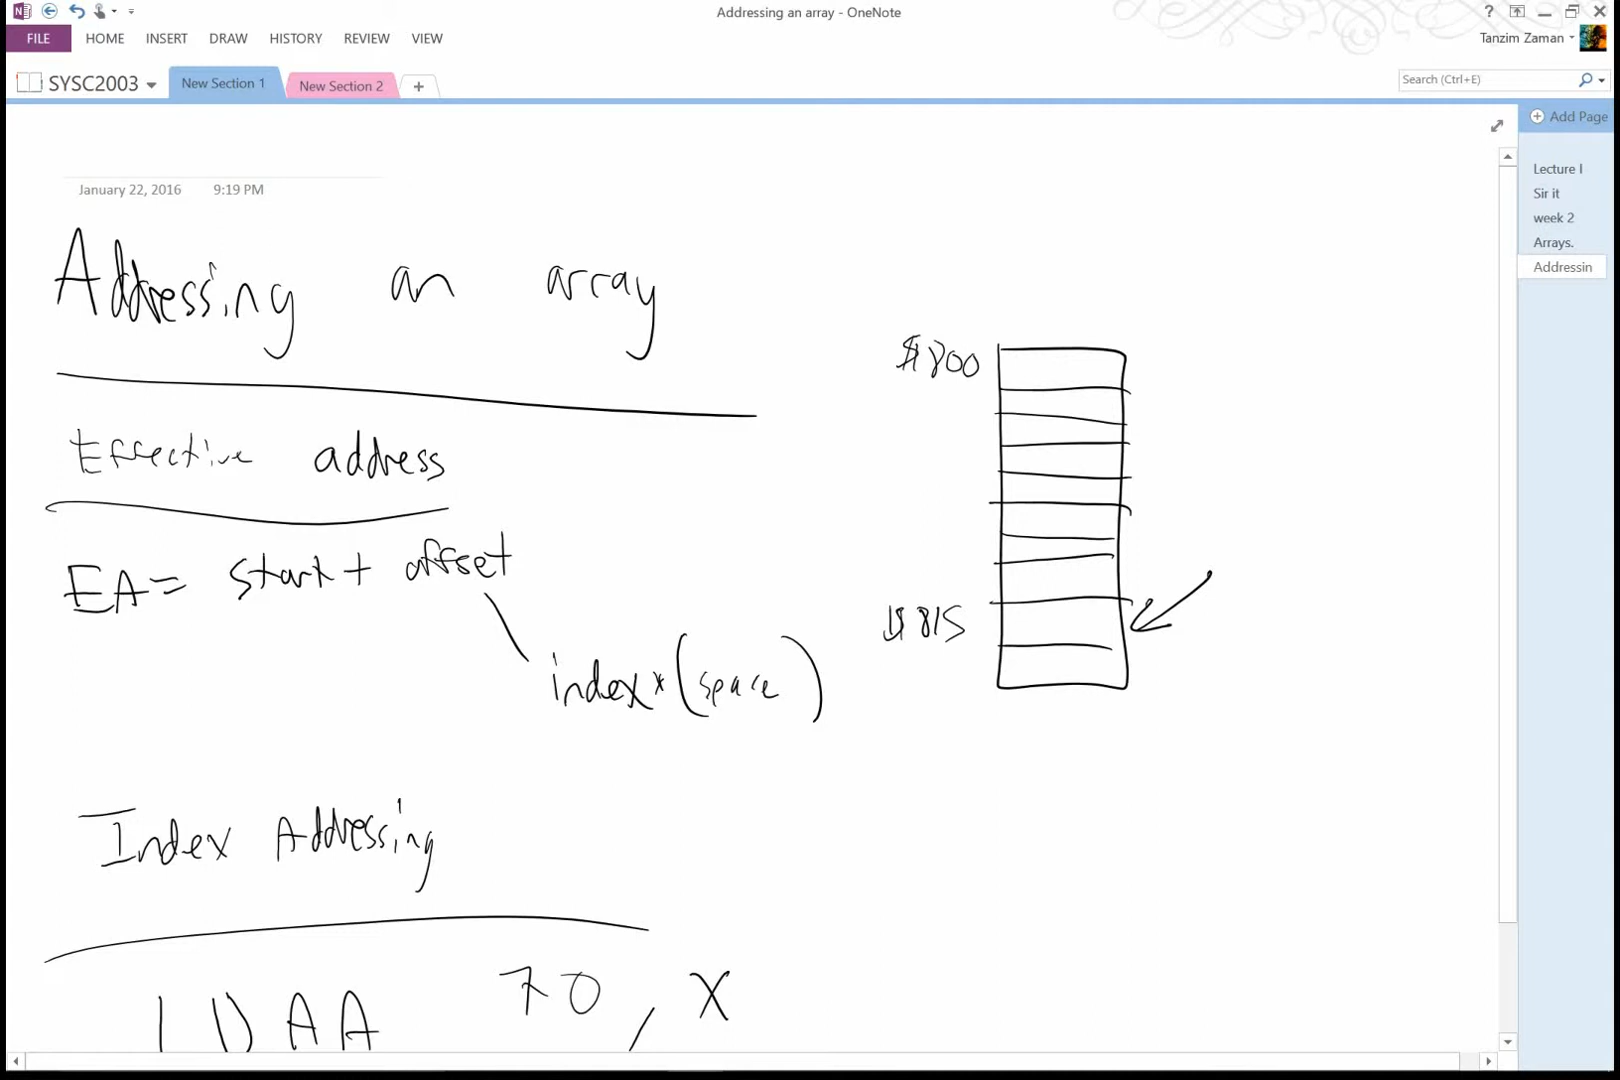 Addressing an array - OneNote
?
FILE HOME INSERT DRAW HISTORY REVIEW VIEW
Tanzim Zaman
SYSC2003
New Section 1
New Section 2
+
Search (Ctrl+E)
Add Page
Lecture I
Sir it
week 2
Arrays.
Addressin
January 22, 2016 9:19 PM
Addressing an array
$800
Effective address
EA= start + offset
$815
index * (space)
Index Addressing
LDAA 70, X